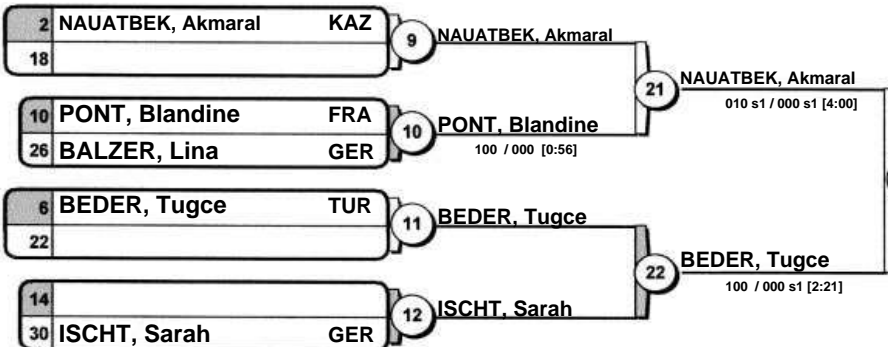 2 NAUATBEK, Akmaral KAZ
18
9
NAUATBEK, Akmaral
10 PONT, Blandine FRA
26 BALZER, Lina GER
10
PONT, Blandine
100 / 000 [0:56]
21
NAUATBEK, Akmaral
010 s1 / 000 s1 [4:00]
6 BEDER, Tugce TUR
22
11
BEDER, Tugce
14
30 ISCHT, Sarah GER
12
ISCHT, Sarah
22
BEDER, Tugce
100 / 000 s1 [2:21]